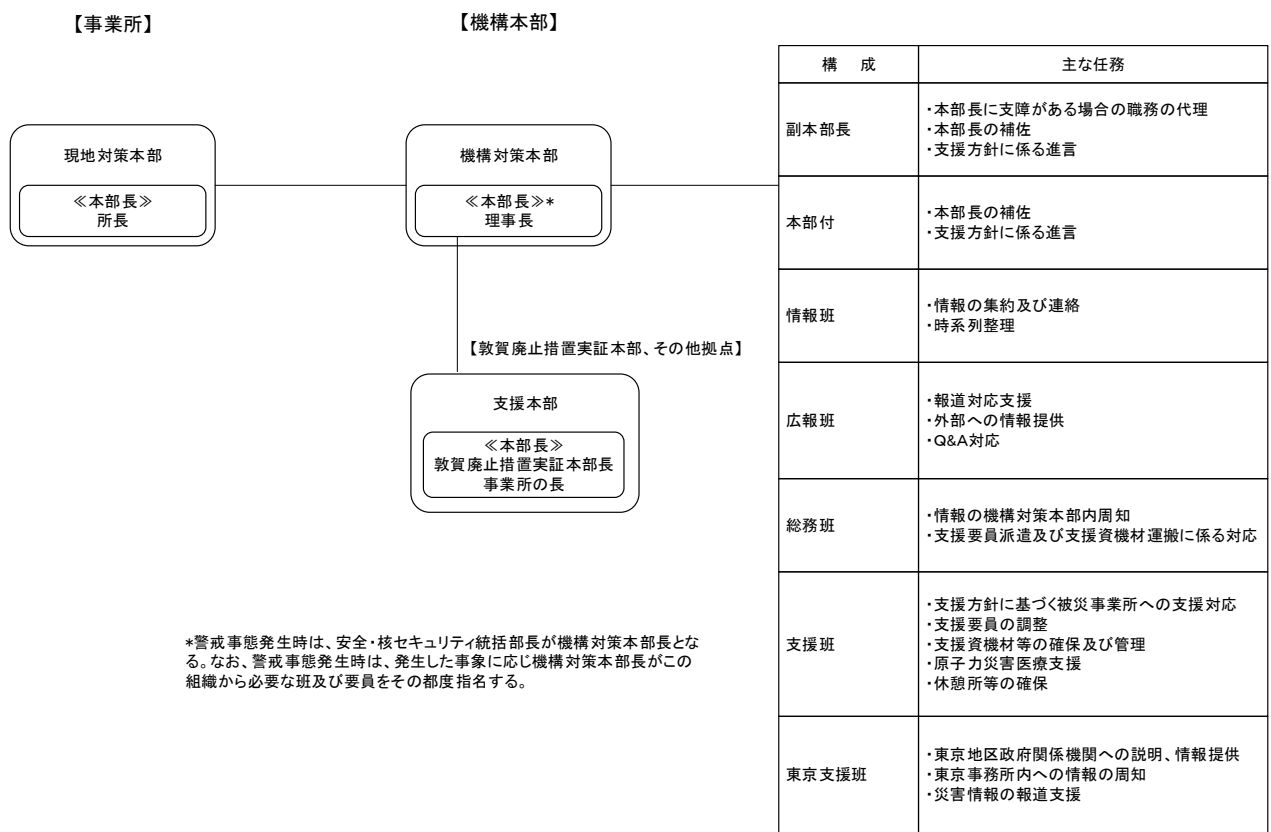 【事業所】
【機構本部】
現地対策本部
≪本部長≫
所長
機構対策本部
≪本部長≫*
理事長
【敦賀廃止措置実証本部、その他拠点】
支援本部
≪本部長≫
敦賀廃止措置実証本部長
事業所の長
*警戒事態発生時は、安全・核セキュリティ統括部長が機構対策本部長とな
る。なお、警戒事態発生時は、発生した事象に応じ機構対策本部長がこの
組織から必要な班及び要員をその都度指名する。
構 成 主な任務
副本部長
・本部長に支障がある場合の職務の代理
・本部長の補佐
・支援方針に係る進言
本部付
・本部長の補佐
・支援方針に係る進言
情報班
・情報の集約及び連絡
・時系列整理
広報班
・報道対応支援
・外部への情報提供
・Q&A対応
総務班
・情報の機構対策本部内周知
・支援要員派遣及び支援資機材運搬に係る対応
支援班
・支援方針に基づく被災事業所への支援対応
・支援要員の調整
・支援資機材等の確保及び管理
・原子力災害医療支援
・休憩所等の確保
東京支援班
・東京地区政府関係機関への説明、情報提供
・東京事務所内への情報の周知
・災害情報の報道支援